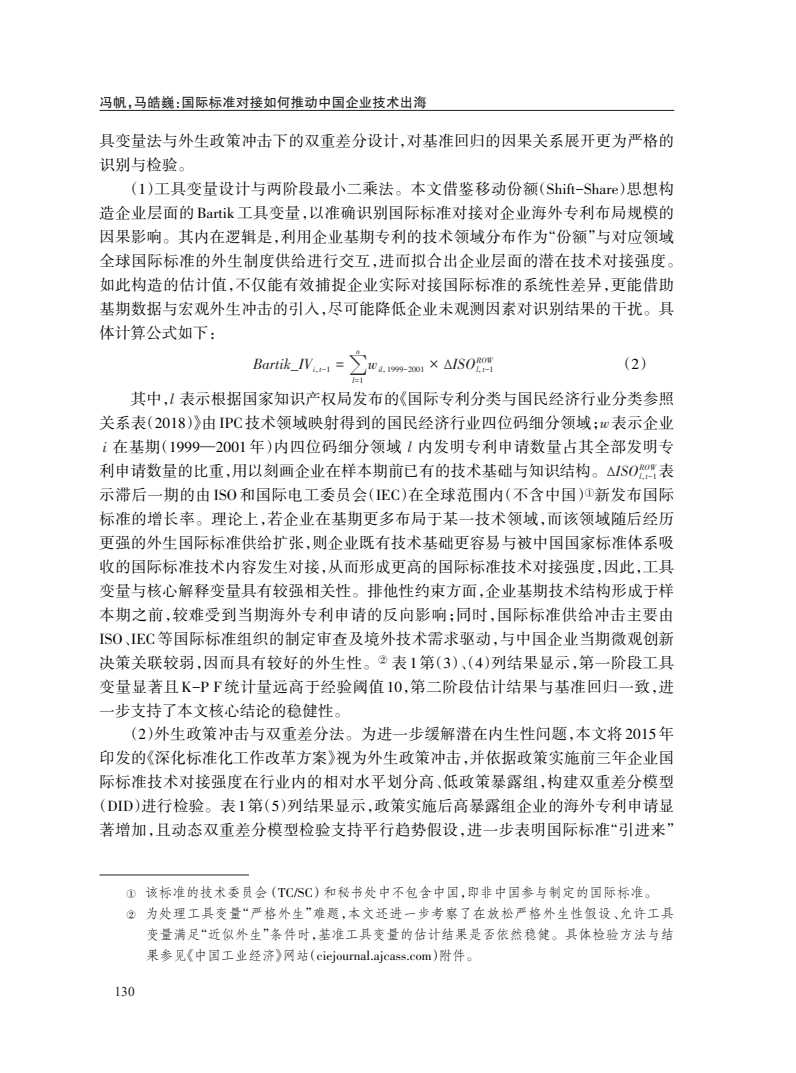 冯帆,马皓巍:国际标准对接如何推动中国企业技术出海
具变量法与外生政策冲击下的双重差分设计,对基准回归的因果关系展开更为严格的
识别与检验。
(1)工具变量设计与两阶段最小二乘法。本文借鉴移动份额(Shift-Share)思想构
造企业层面的Bartik工具变量,以准确识别国际标准对接对企业海外专利布局规模的
因果影响。其内在逻辑是,利用企业基期专利的技术领域分布作为“份额”与对应领域
全球国际标准的外生制度供给进行交互,进而拟合出企业层面的潜在技术对接强度。
如此构造的估计值,不仅能有效捕捉企业实际对接国际标准的系统性差异,更能借助
基期数据与宏观外生冲击的引入,尽可能降低企业未观测因素对识别结果的干扰。具
体计算公式如下:
$Bartik\_IV_{i,t-1} = \sum_{l=1}^{n} w_{il,1999-2001} \times \Delta ISO_{l,t-1}^{ROW}$ (2)
其中,l 表示根据国家知识产权局发布的《国际专利分类与国民经济行业分类参照
关系表(2018)》由IPC技术领域映射得到的国民经济行业四位码细分领域;w表示企业
i 在基期(1999—2001年)内四位码细分领域 l 内发明专利申请数量占其全部发明专
利申请数量的比重,用以刻画企业在样本期前已有的技术基础与知识结构。$\Delta ISO_{l,t-1}^{ROW}$表
示滞后一期的由ISO和国际电工委员会(IEC)在全球范围内(不含中国)①新发布国际
标准的增长率。理论上,若企业在基期更多布局于某一技术领域,而该领域随后经历
更强的外生国际标准供给扩张,则企业既有技术基础更容易与被中国国家标准体系吸
收的国际标准技术内容发生对接,从而形成更高的国际标准技术对接强度,因此,工具
变量与核心解释变量具有较强相关性。排他性约束方面,企业基期技术结构形成于样
本期之前,较难受到当期海外专利申请的反向影响;同时,国际标准供给冲击主要由
ISO、IEC等国际标准组织的制定审查及境外技术需求驱动,与中国企业当期微观创新
决策关联较弱,因而具有较好的外生性。② 表1第(3)、(4)列结果显示,第一阶段工具
变量显著且K-P F统计量远高于经验阈值10,第二阶段估计结果与基准回归一致,进
一步支持了本文核心结论的稳健性。
(2)外生政策冲击与双重差分法。为进一步缓解潜在内生性问题,本文将2015年
印发的《深化标准化工作改革方案》视为外生政策冲击,并依据政策实施前三年企业国
际标准技术对接强度在行业内的相对水平划分高、低政策暴露组,构建双重差分模型
(DID)进行检验。表1第(5)列结果显示,政策实施后高暴露组企业的海外专利申请显
著增加,且动态双重差分模型检验支持平行趋势假设,进一步表明国际标准“引进来”
① 该标准的技术委员会(TC/SC)和秘书处中不包含中国,即非中国参与制定的国际标准。
② 为处理工具变量“严格外生”难题,本文还进一步考察了在放松严格外生性假设、允许工具
变量满足“近似外生”条件时,基准工具变量的估计结果是否依然稳健。具体检验方法与结
果参见《中国工业经济》网站(ciejournal.ajcass.com)附件。
130